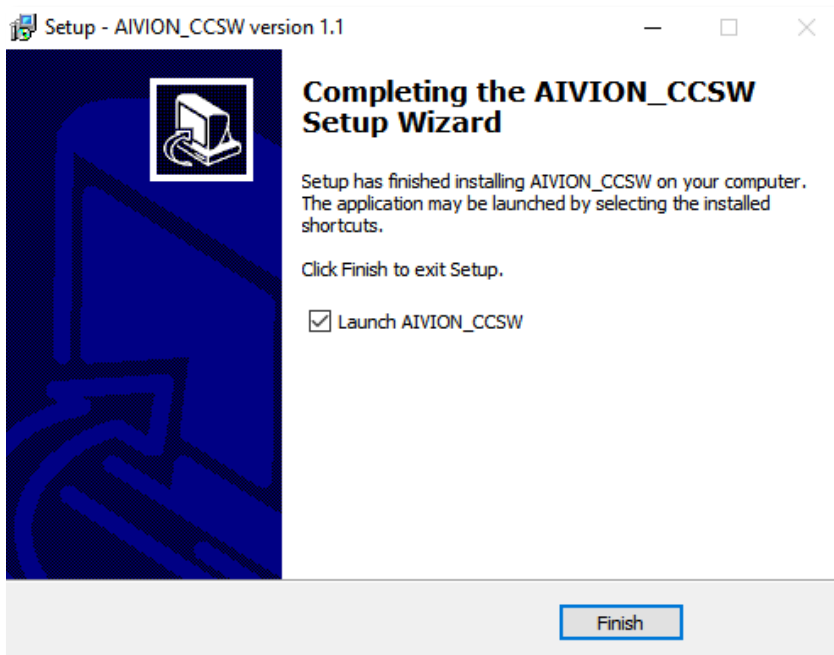 Setup - AIVION_CCSW version 1.1
Completing the AIVION_CCSW
Setup Wizard
Setup has finished installing AIVION_CCSW on your computer.
The application may be launched by selecting the installed
shortcuts.
Click Finish to exit Setup.
Launch AIVION_CCSW
Finish